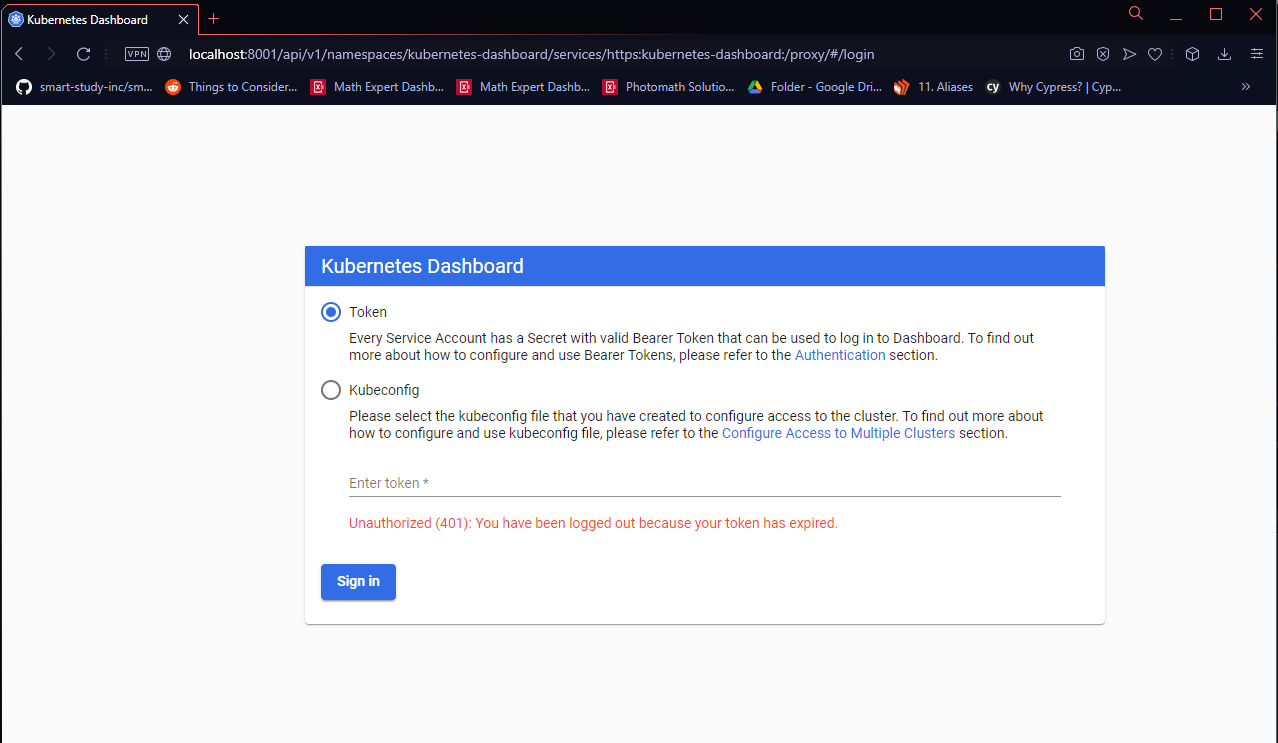 Kubernetes Dashboard
VPN
localhost:8001/api/v1/namespaces/kubernetes-dashboard/services/https:kubernetes-dashboard:/proxy/#/login
smart-study-inc/sm...
Things to Consider...
Math Expert Dashb...
Math Expert Dashb...
Photomath Solutio...
Folder - Google Dri...
11. Aliases
cy
Why Cypress? | Cyp...
Kubernetes Dashboard
Token
Every Service Account has a Secret with valid Bearer Token that can be used to log in to Dashboard. To find out
more about how to configure and use Bearer Tokens, please refer to the Authentication section.
Kubeconfig
Please select the kubeconfig file that you have created to configure access to the cluster. To find out more about
how to configure and use kubeconfig file, please refer to the Configure Access to Multiple Clusters section.
Enter token *
Unauthorized (401): You have been logged out because your token has expired.
Sign in